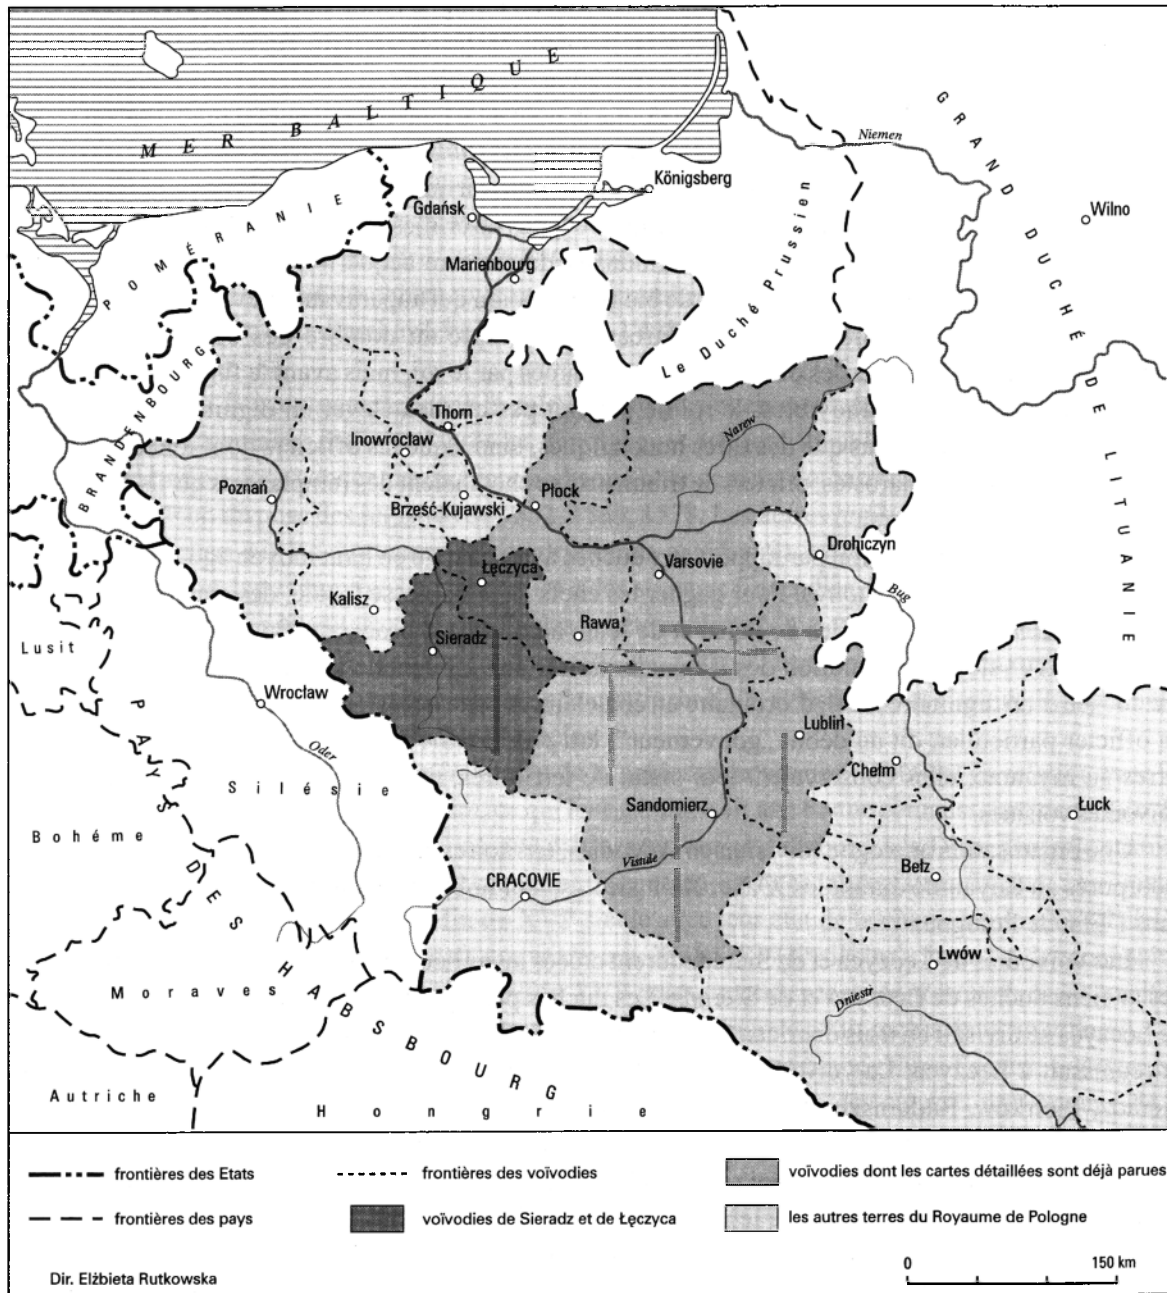 MER BALTIQUE
GRAND DUCHÉ DE LITUANIE
Niemen
Königsberg
Wilno
Gdańsk
POMÉRANIE
Marienbourg
Le Duché Prussien
BRANDENBOURG
Thorn
Narew
Inowrocław
Poznań
Brześć-Kujawski
Płock
Drohiczyn
Varsovie
Łęczyca
Bug
Kalisz
Rawa
Lusit
Sieradz
Wrocław
PAYS DES HABSBOURG
Lublin
Oder
Chełm
Silésie
Sandomierz
Łuck
Bohéme
Vistule
Bełz
CRACOVIE
Lwów
Moraves
Dniestr
Autriche
Hongrie
frontières des Etats
frontières des voïvodies
voïvodies dont les cartes détaillées sont déjà parues
frontières des pays
voïvodies de Sieradz et de Łęczyca
les autres terres du Royaume de Pologne
0 150 km
Dir. Elżbieta Rutkowska